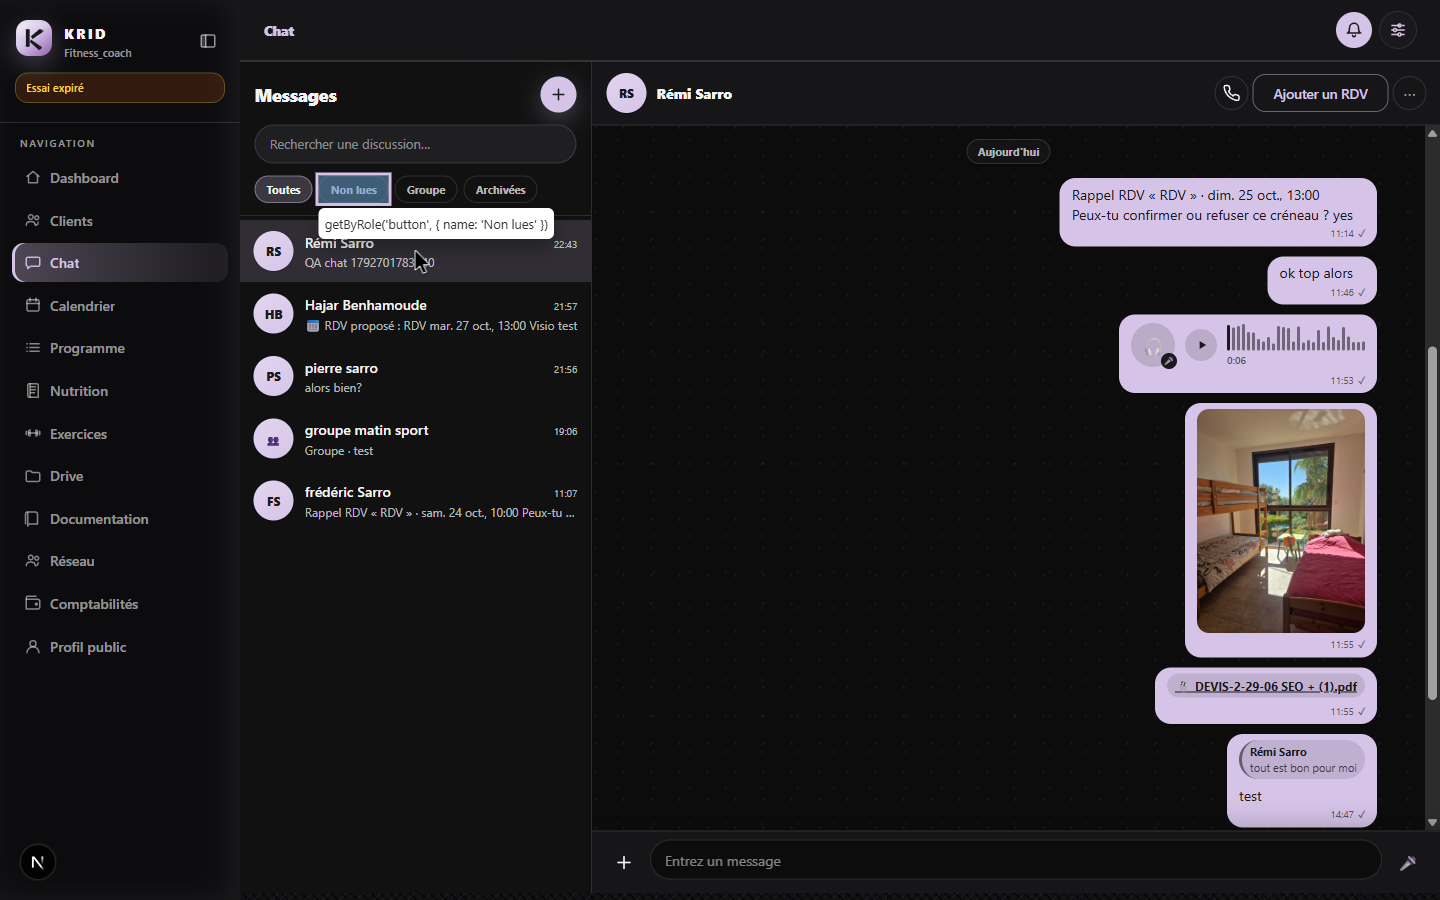 KRID
Fitness_coach
Essai expiré
NAVIGATION
Dashboard
Clients
Chat
Calendrier
Programme
Nutrition
Exercices
Drive
Documentation
Réseau
Comptabilités
Profil public
N
Chat
Messages
+
Rechercher une discussion...
Toutes
Non lues
Groupe
Archivées
getByRole('button', { name: 'Non lues' })
RS
Rémi Sarro
22:43
QA chat 1792701783
0
HB
Hajar Benhamoude
21:57
RDV proposé : RDV mar. 27 oct., 13:00 Visio test
PS
pierre sarro
21:56
alors bien?
groupe matin sport
19:06
Groupe · test
FS
frédéric Sarro
11:07
Rappel RDV « RDV » · sam. 24 oct., 10:00 Peux-tu ...
RS
Rémi Sarro
Ajouter un RDV
...
Aujourd'hui
Rappel RDV « RDV » · dim. 25 oct., 13:00
Peux-tu confirmer ou refuser ce créneau ? yes
11:14 ✓
ok top alors
11:46 ✓
0:06
11:53 ✓
11:55 ✓
DEVIS-2-29-06 SEO + (1).pdf
11:55 ✓
Rémi Sarro
tout est bon pour moi
test
14:47 ✓
+
Entrez un message